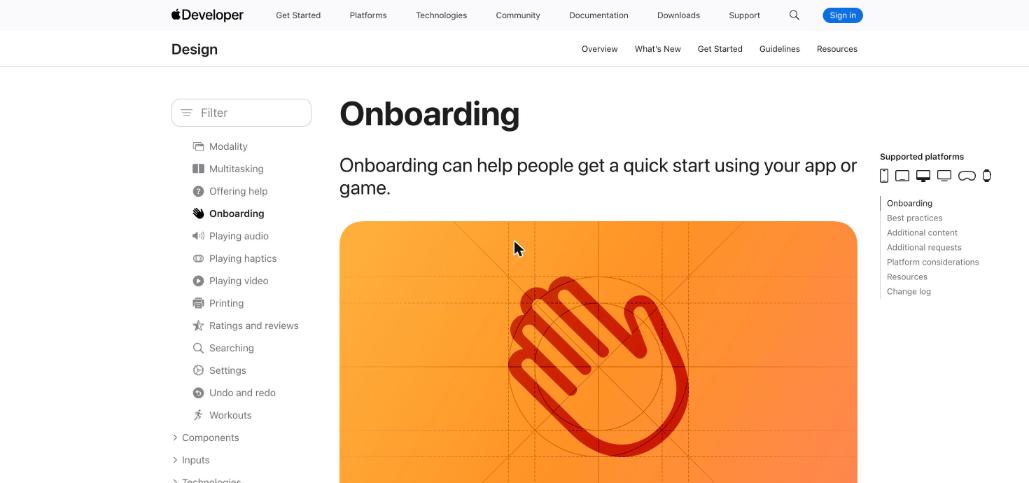 Developer
Get Started
Platforms
Technologies
Community
Documentation
Downloads
Support
Sign in
Design
Overview
What's New
Get Started
Guidelines
Resources
Filter
Modality
Multitasking
Offering help
Onboarding
Playing audio
Playing haptics
Playing video
Printing
Ratings and reviews
Searching
Settings
Undo and redo
Workouts
Components
Inputs
Technologies
Onboarding
Onboarding can help people get a quick start using your app or
game.
Supported platforms
Onboarding
Best practices
Additional content
Additional requests
Platform considerations
Resources
Change log